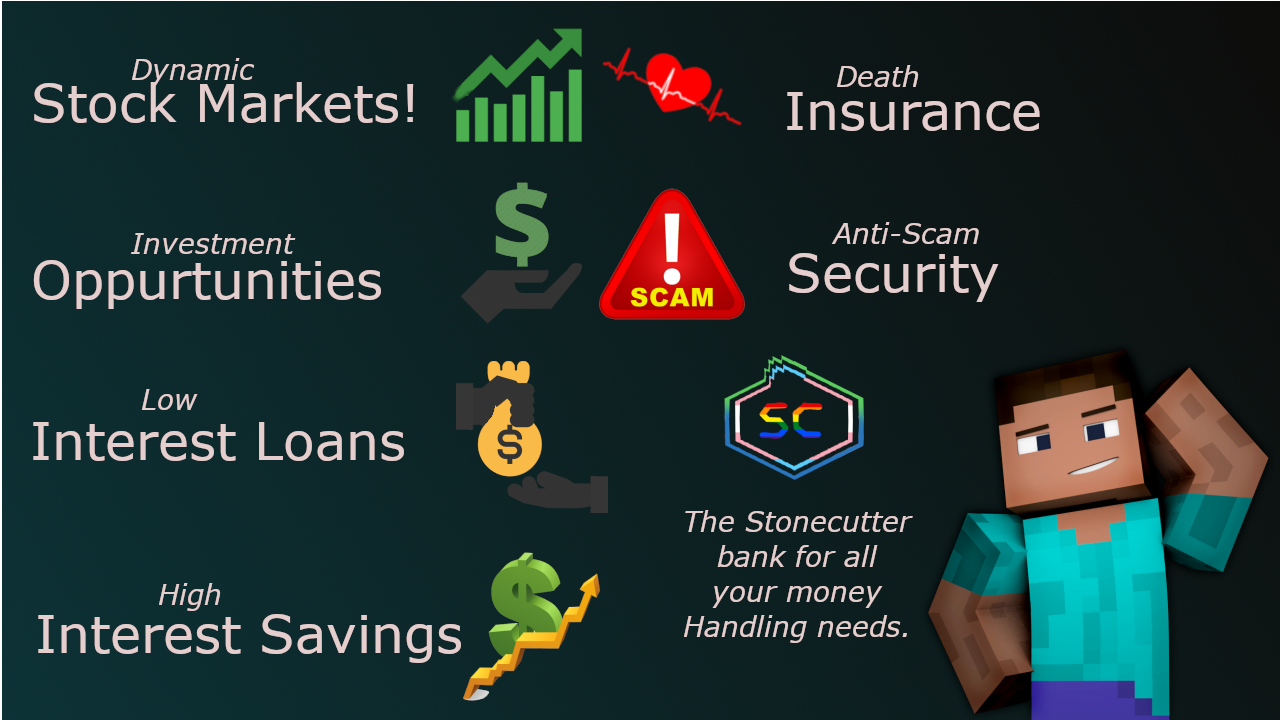 Dynamic
Stock Markets!
Investment
Oppurtunities
$
Low
Interest Loans
$
High
Interest Savings
$
Death
Insurance
Anti-Scam
Security
!
SCAM
SC
The Stonecutter
bank for all
your money
Handling needs.